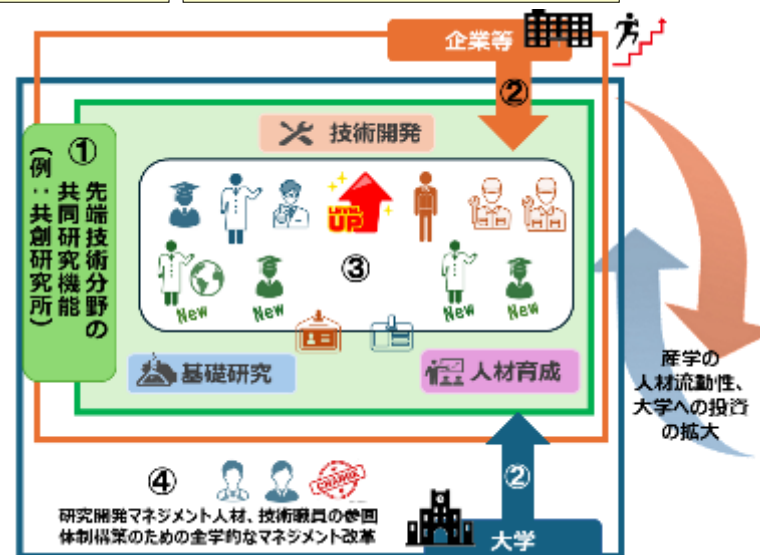 企業等
②
技術開発
①
先端技術分野の
共同研究機能
(例:共創研究所)
LEVEL
UP
③
New
New
New
New
基礎研究
人材育成
産学の
人材流動性、
大学への投資
の拡大
④
CHANGE
研究開発マネジメント人材、技術職員の参画
体制構築のための全学的なマネジメント改革
②
大学